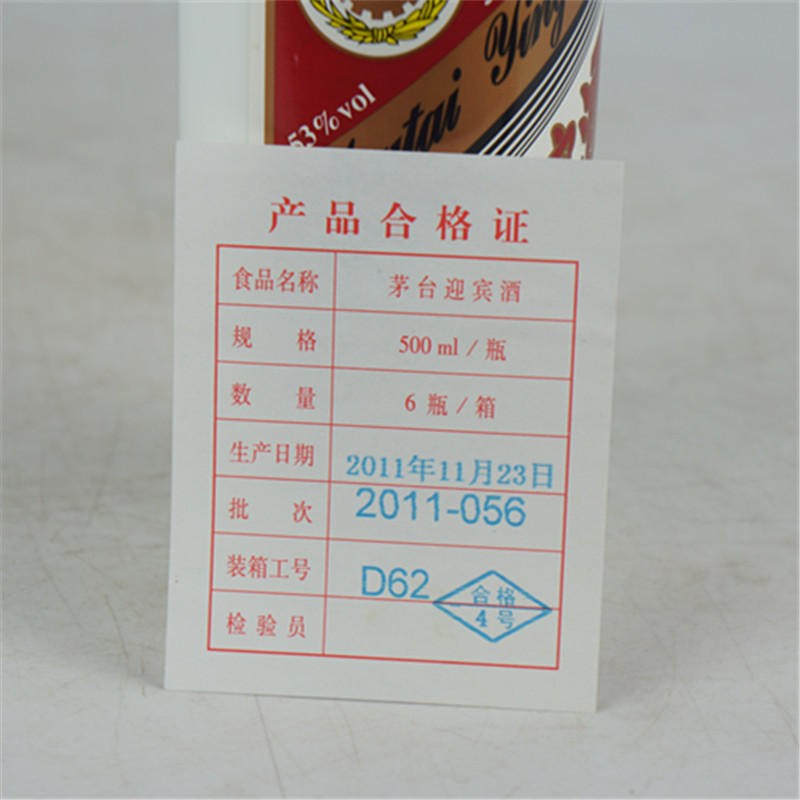 53% vol
Ying
产品合格证
食品名称 茅台迎宾酒
规 格 500 ml / 瓶
数 量 6 瓶 / 箱
生产日期 2011年11月23日
批 次 2011-056
装箱工号 D62
合格
4号
检验员